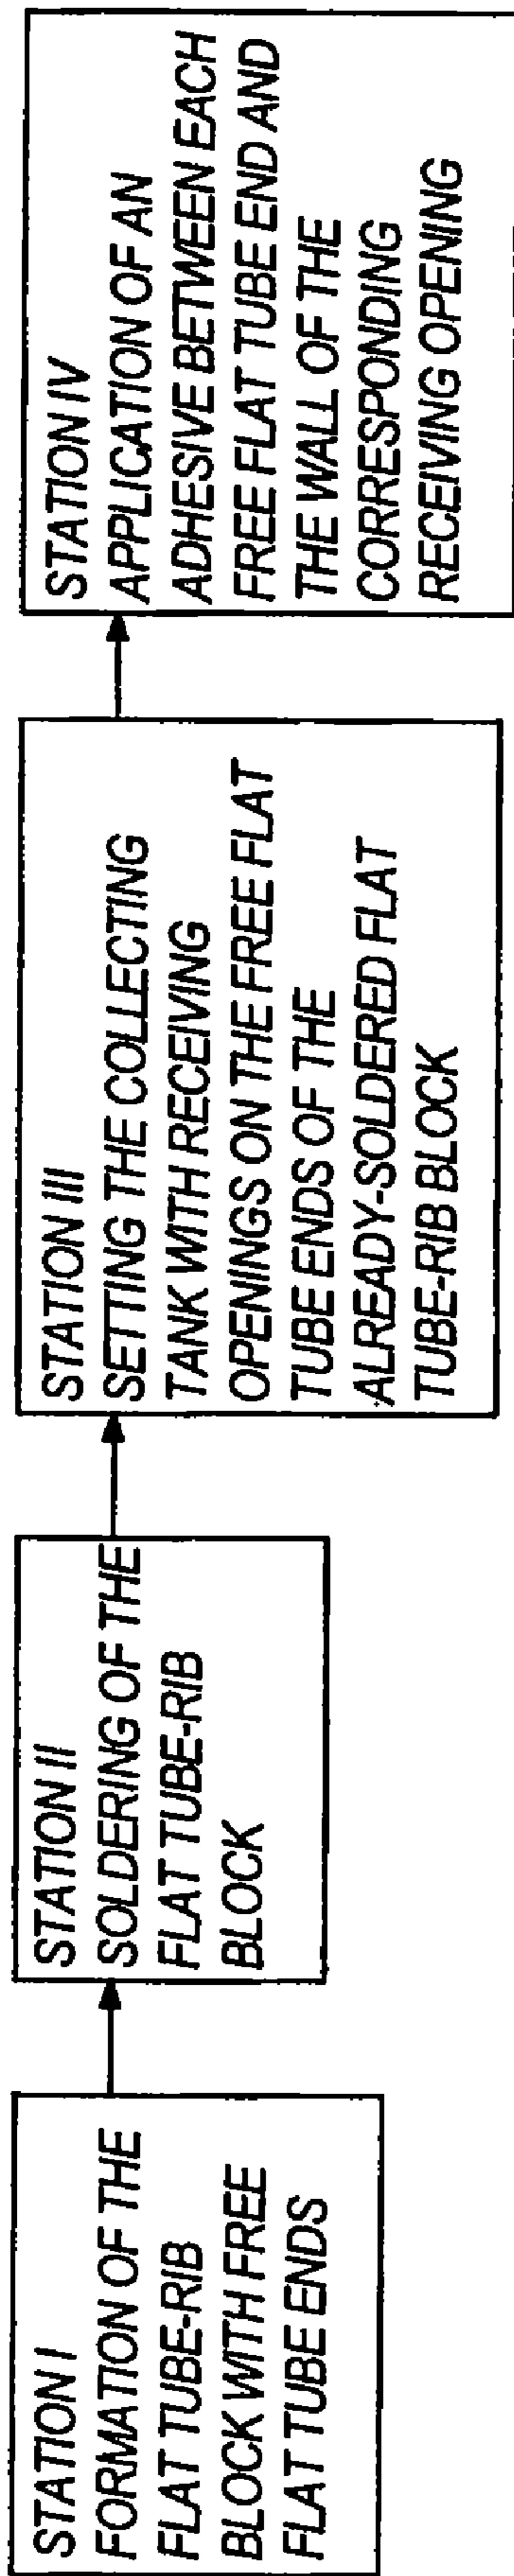 STATION I
FORMATION OF THE
FLAT TUBE-RIB
BLOCK WITH FREE
FLAT TUBE ENDS
STATION II
SOLDERING OF THE
FLAT TUBE-RIB
BLOCK
STATION III
SETTING THE COLLECTING
TANK WITH RECEIVING
OPENINGS ON THE FREE FLAT
TUBE ENDS OF THE
ALREADY-SOLDERED FLAT
TUBE-RIB BLOCK
STATION IV
APPLICATION OF AN
ADHESIVE BETWEEN EACH
FREE FLAT TUBE END AND
THE WALL OF THE
CORRESPONDING
RECEIVING OPENING